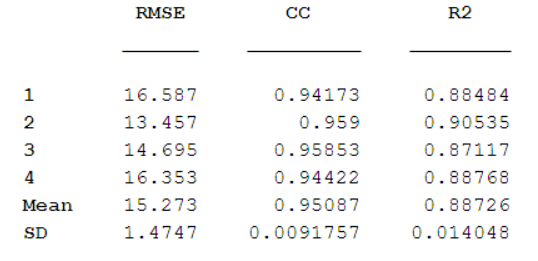 RMSE CC R2
1 16.587 0.94173 0.88484
2 13.457 0.959 0.90535
3 14.695 0.95853 0.87117
4 16.353 0.94422 0.88768
Mean 15.273 0.95087 0.88726
SD 1.4747 0.0091757 0.014048